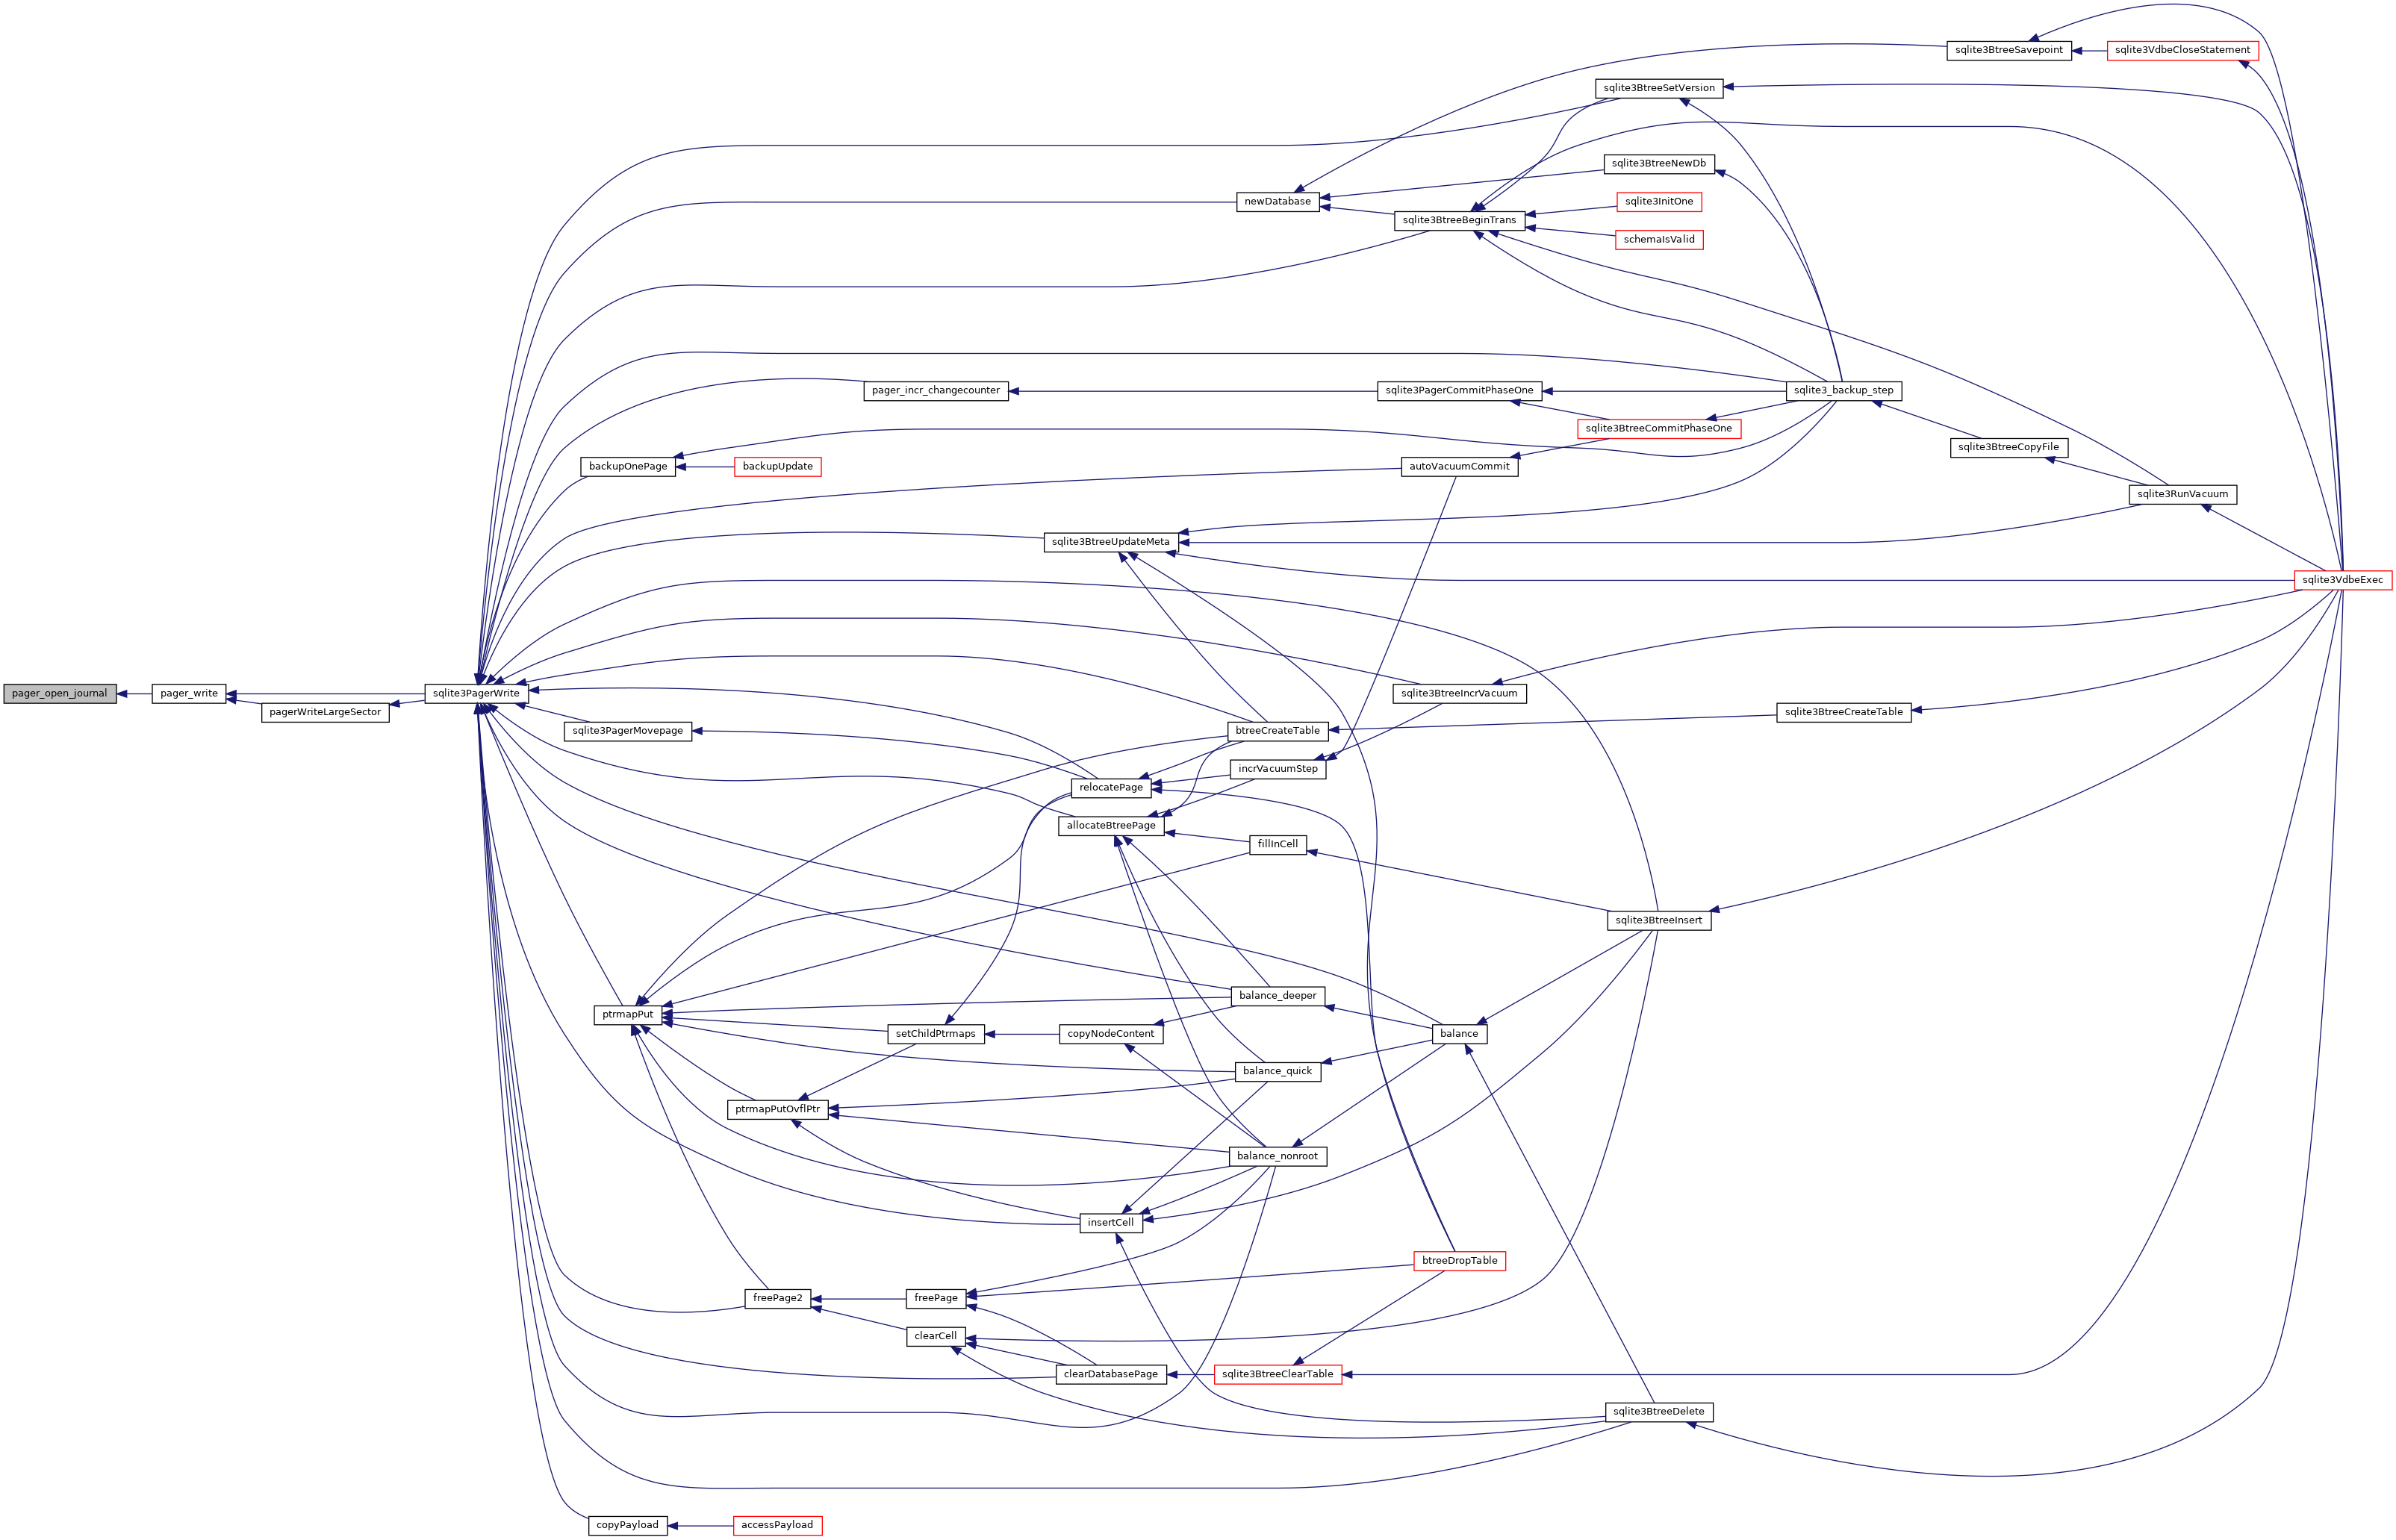 sqlite3BtreeSavepoint
sqlite3VdbeCloseStatement
sqlite3BtreeSetVersion
sqlite3BtreeNewDb
newDatabase
sqlite3InitOne
sqlite3BtreeBeginTrans
schemaIsValid
pager_incr_changecounter
sqlite3PagerCommitPhaseOne
sqlite3_backup_step
sqlite3BtreeCommitPhaseOne
sqlite3BtreeCopyFile
backupOnePage
backupUpdate
autoVacuumCommit
sqlite3RunVacuum
sqlite3BtreeUpdateMeta
sqlite3VdbeExec
pager_open_journal
pager_write
sqlite3PagerWrite
sqlite3BtreeIncrVacuum
pagerWriteLargeSector
sqlite3BtreeCreateTable
sqlite3PagerMovepage
btreeCreateTable
incrVacuumStep
relocatePage
allocateBtreePage
fillInCell
sqlite3BtreeInsert
balance_deeper
ptrmapPut
setChildPtrmaps
copyNodeContent
balance
balance_quick
ptrmapPutOvflPtr
balance_nonroot
insertCell
btreeDropTable
freePage2
freePage
clearCell
clearDatabasePage
sqlite3BtreeClearTable
sqlite3BtreeDelete
copyPayload
accessPayload